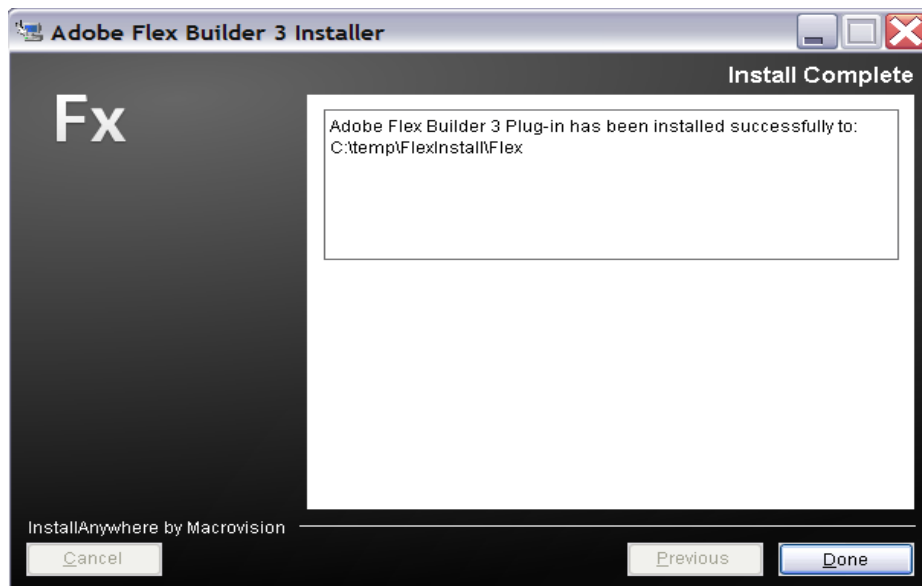 Adobe Flex Builder 3 Installer
Install Complete
Fx
Adobe Flex Builder 3 Plug-in has been installed successfully to:
C:\temp\FlexInstall\Flex
InstallAnywhere by Macrovision
Cancel
Previous
Done